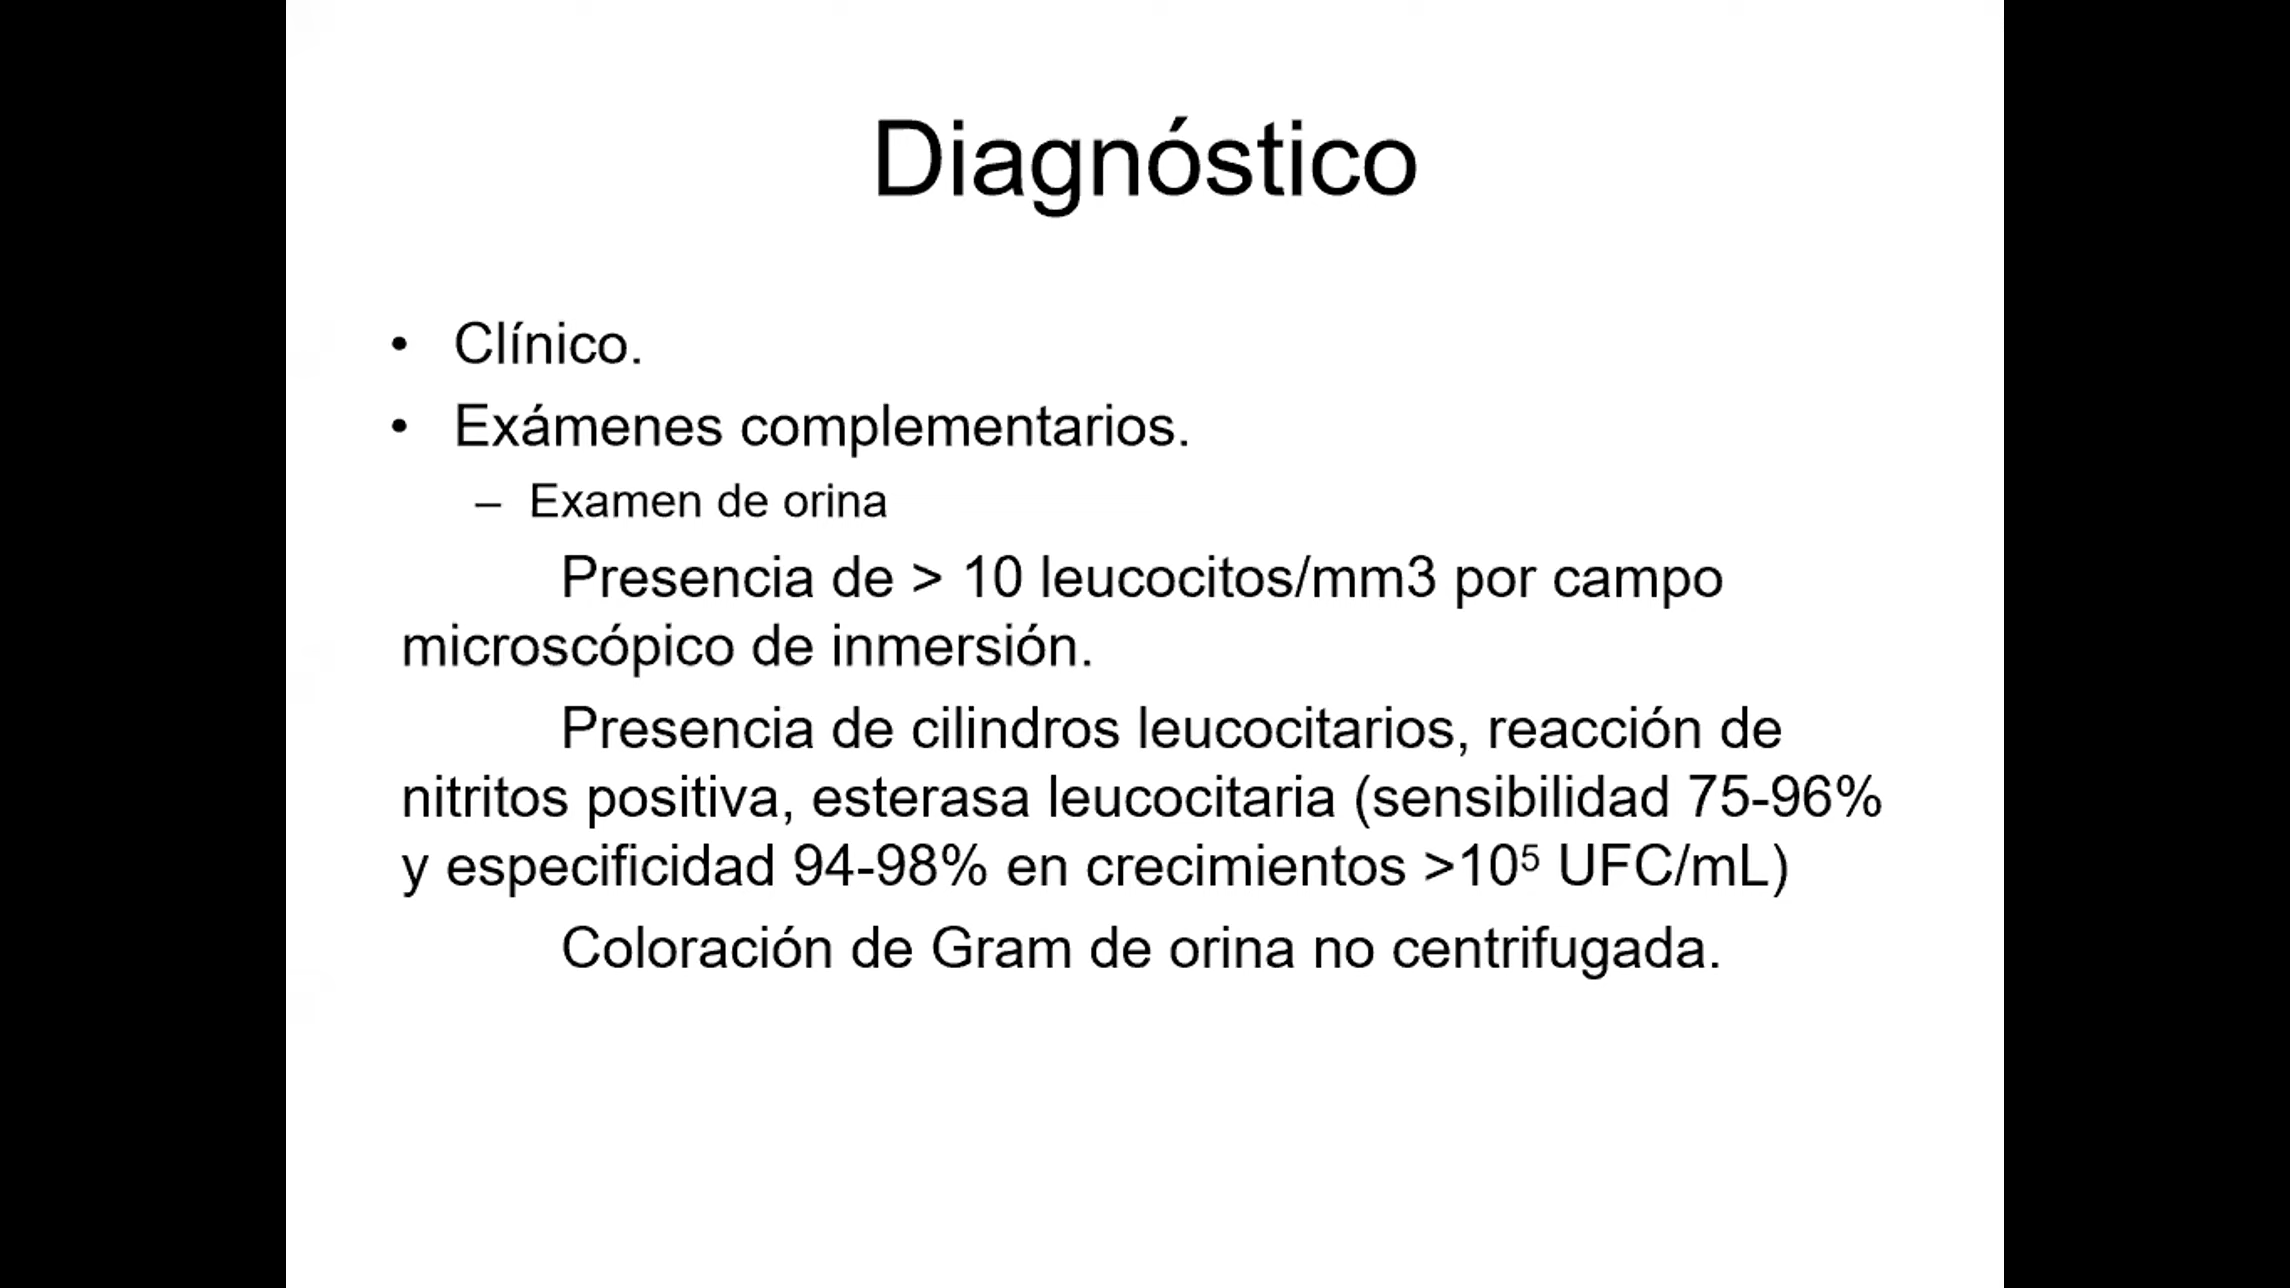 Diagnóstico
• Clínico.
• Exámenes complementarios.
– Examen de orina
Presencia de > 10 leucocitos/mm3 por campo
microscópico de inmersión.
Presencia de cilindros leucocitarios, reacción de
nitritos positiva, esterasa leucocitaria (sensibilidad 75-96%
y especificidad 94-98% en crecimientos >10⁵ UFC/mL)
Coloración de Gram de orina no centrifugada.